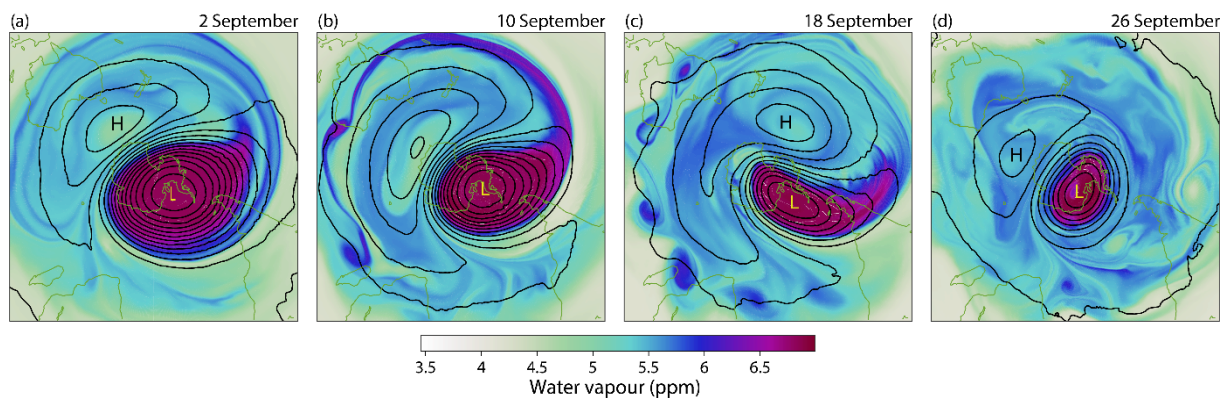 (a) 2 September
(b) 10 September
(c) 18 September
(d) 26 September
H
L
L
H
L
H
L
3.5 4 4.5 5 5.5 6 6.5
Water vapour (ppm)